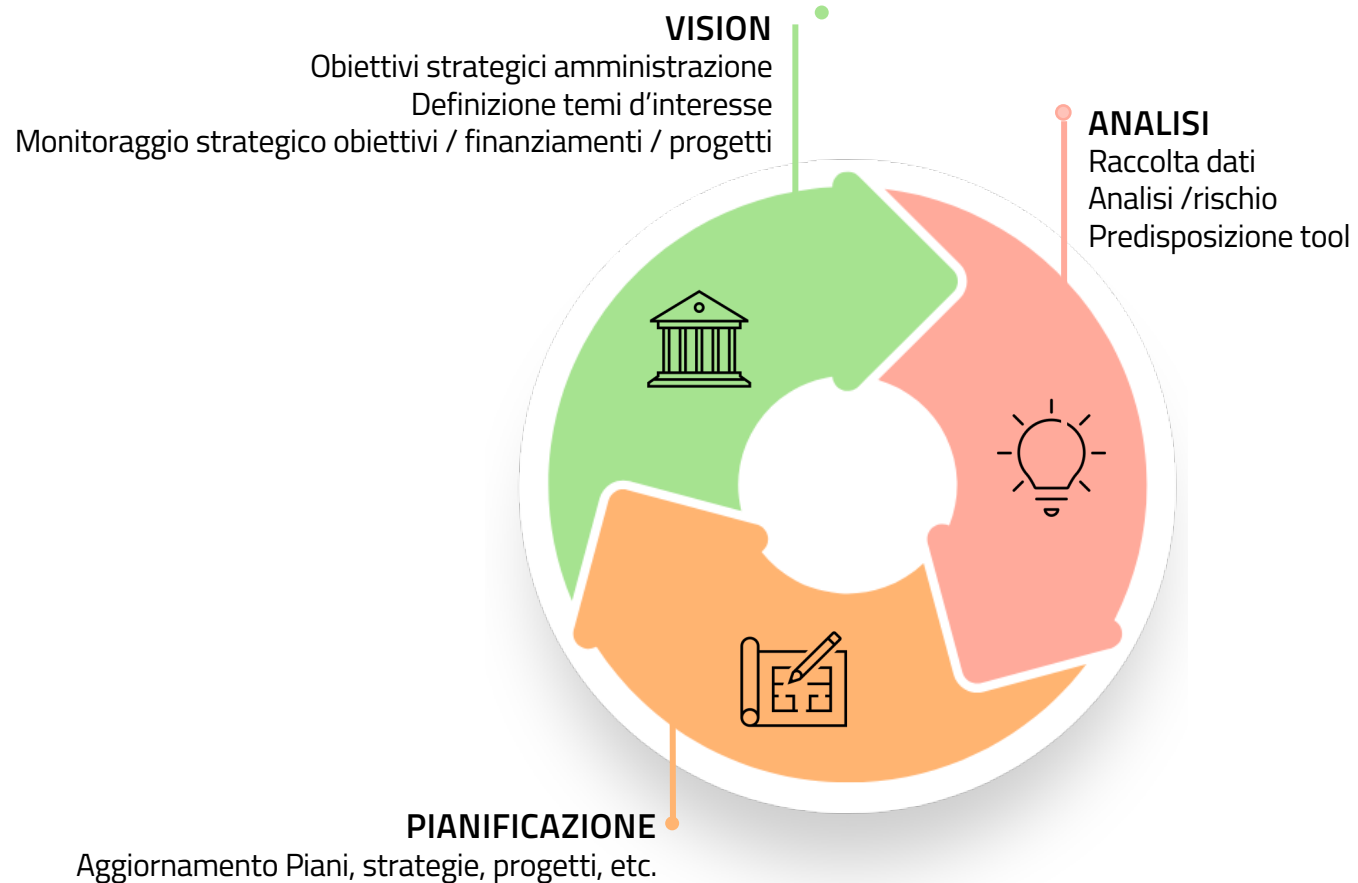 VISION
Obiettivi strategici amministrazione
Definizione temi d'interesse
Monitoraggio strategico obiettivi / finanziamenti / progetti
ANALISI
Raccolta dati
Analisi /rischio
Predisposizione tool
PIANIFICAZIONE
Aggiornamento Piani, strategie, progetti, etc.